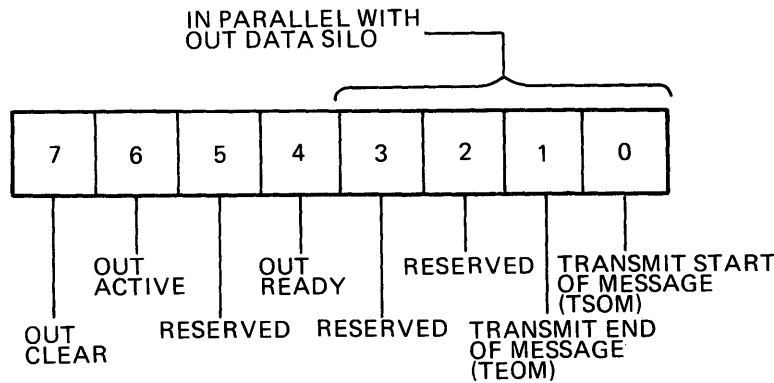 IN PARALLEL WITH
OUT DATA SILO
7 6 5 4 3 2 1 0
OUT
ACTIVE
OUT
READY
RESERVED
TRANSMIT START
OF MESSAGE
(TSOM)
OUT
CLEAR
RESERVED
RESERVED
TRANSMIT END
OF MESSAGE
(TEOM)